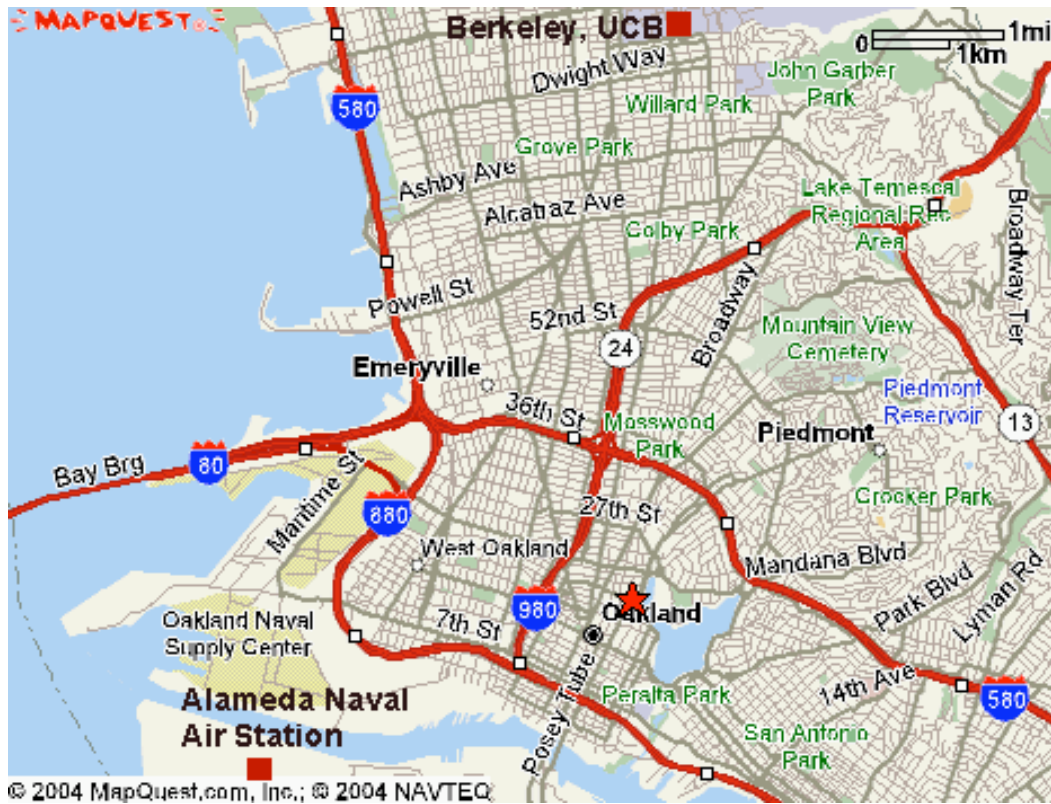 MAPQUEST
Berkeley, UCB
0
1mi
1km
Dwight Way
John Garber
Park
580
Willard Park
Grove Park
Ashby Ave
Alcatraz Ave
Lake Temescal
Regional Rec
Area
Colby Park
Broadway Ter
Powell St
52nd St
Broadway
24
Mountain View
Cemetery
Emeryville
36th St
Piedmont
Reservoir
13
Mosswood
Park
Piedmont
Bay Brg
80
Maritime St
880
27th St
Crocker Park
West Oakland
Mandana Blvd
980
Oakland
Park Blvd
Lyman Rd
Oakland Naval
Supply Center
7th St
Posey Tube
Peralta Park
14th Ave
580
Alameda Naval
Air Station
San Antonio
Park
© 2004 MapQuest.com, Inc.; © 2004 NAVTEQ